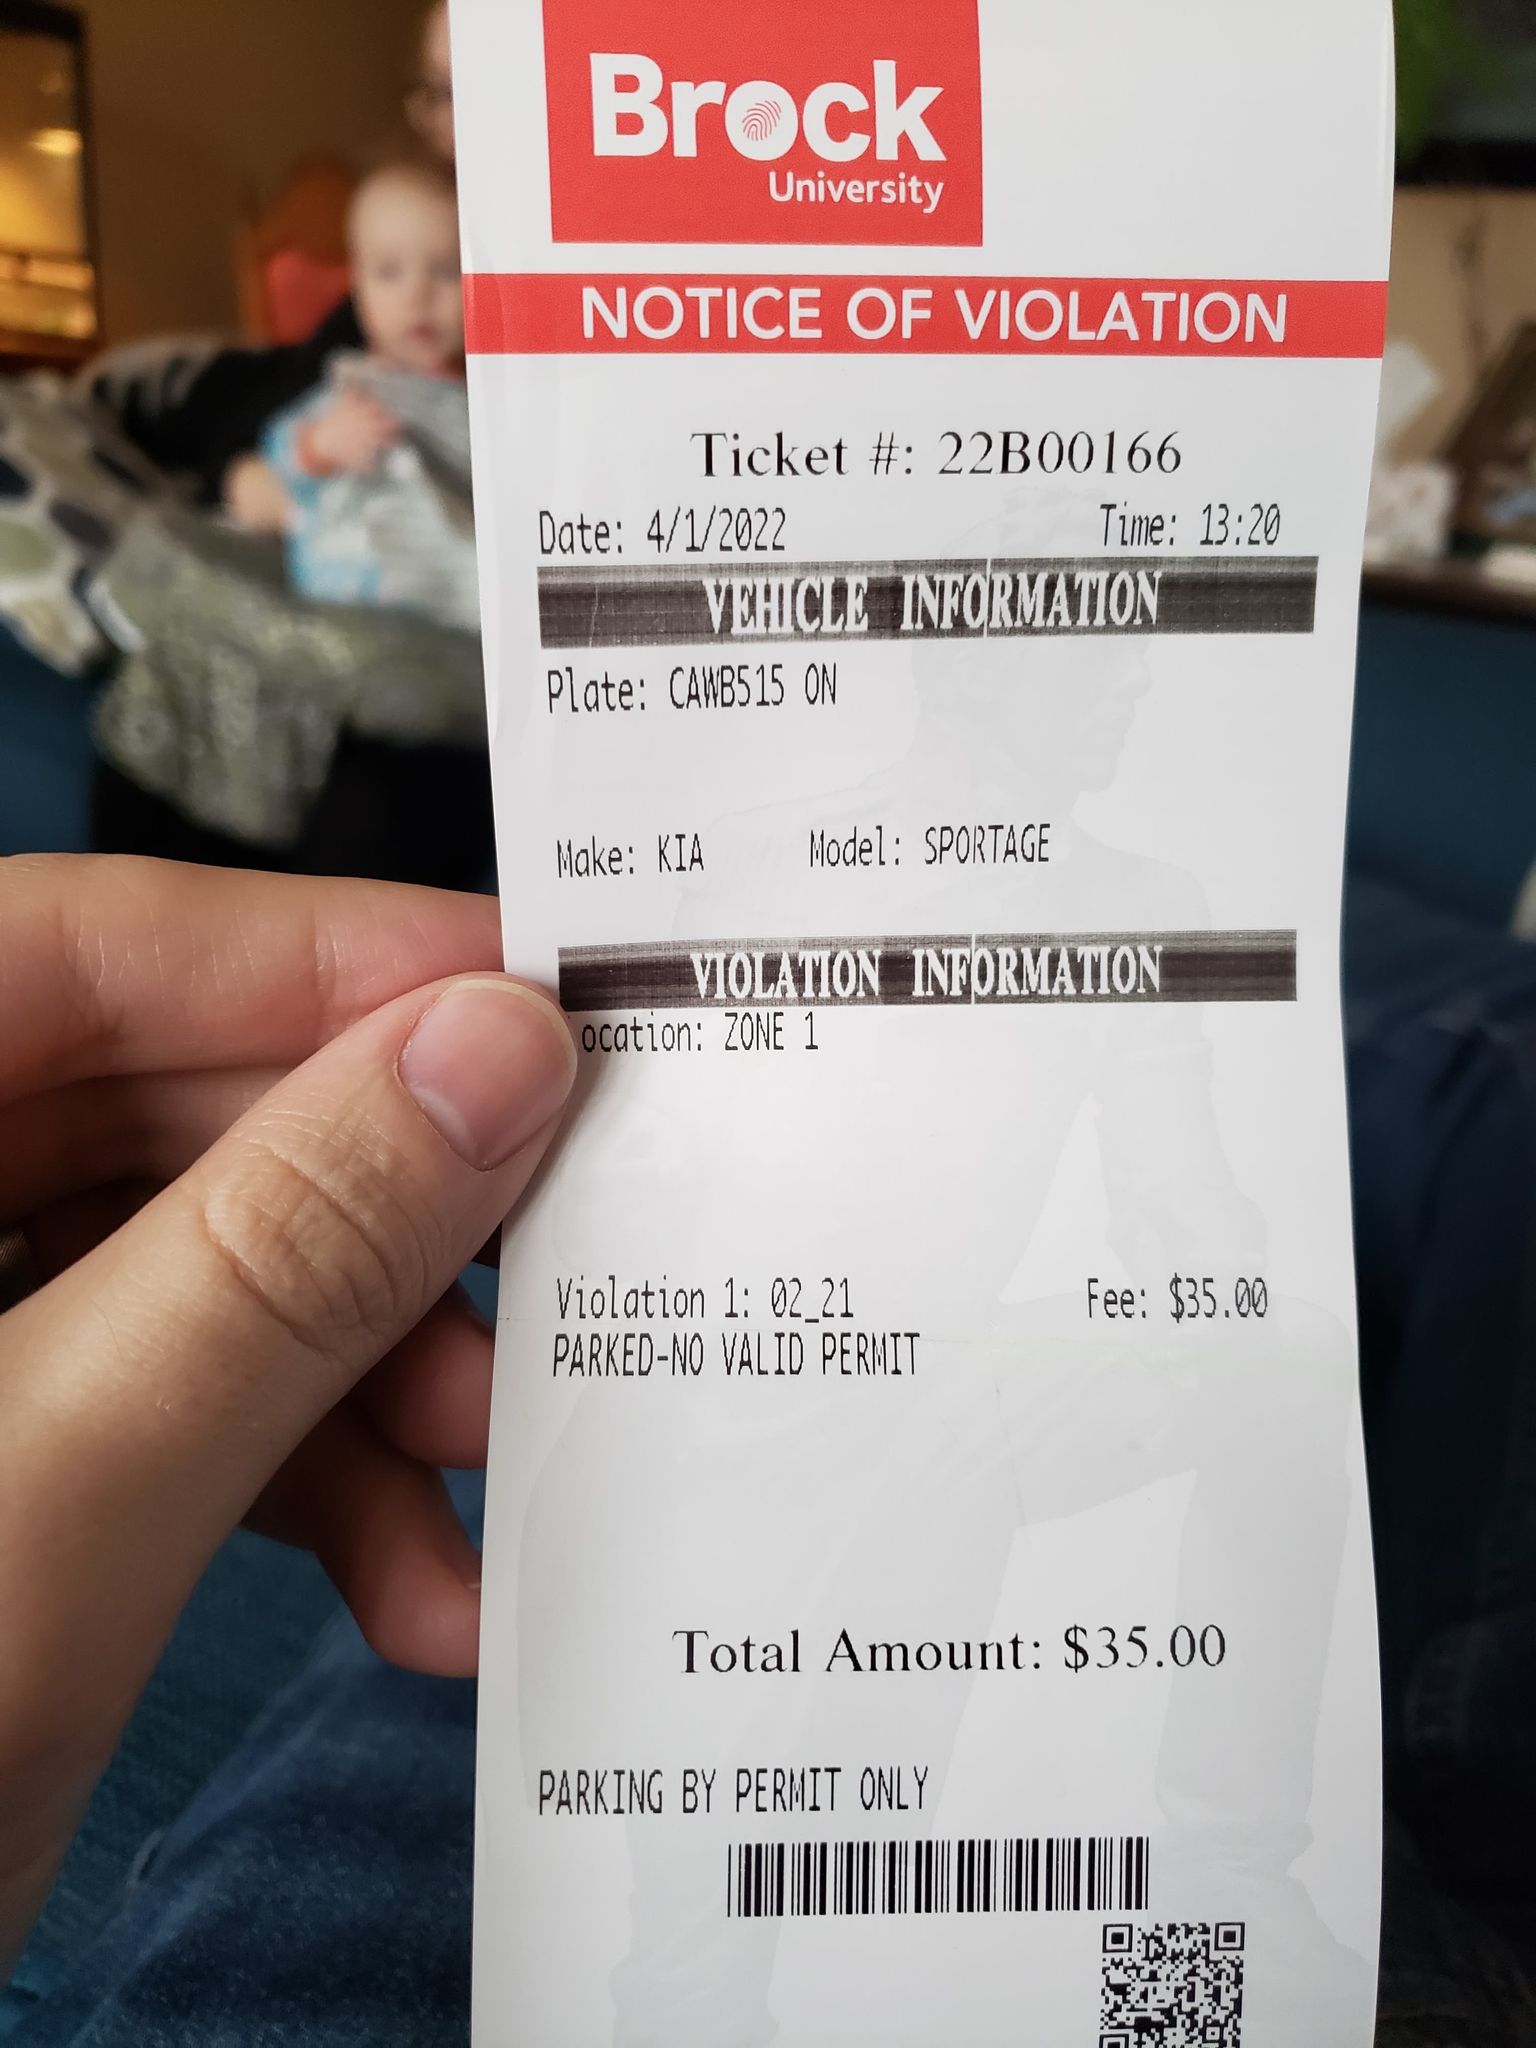 Brock
University
NOTICE OF VIOLATION
Ticket #: 22B00166
Date: 4/1/2022 Time: 13:20
VEHICLE INFORMATION
Plate: CAWB515 ON
Make: KIA Model: SPORTAGE
VIOLATION INFORMATION
ocation: ZONE 1
Violation 1: 02_21 Fee: $35.00
PARKED-NO VALID PERMIT
Total Amount: $35.00
PARKING BY PERMIT ONLY